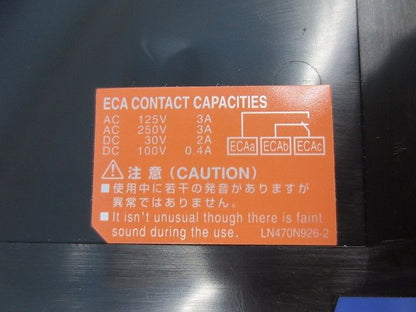 ECA CONTACT CAPACITIES
AC 125V 3A
AC 250V 3A
DC 30V 2A
DC 100V 0.4A
ECAa ECAb ECAc
注意 (CAUTION)
■使用中に若干の発音がありますが
異常ではありません。
■It isn't unusual though there is faint
sound during the use.
LN470N926-2